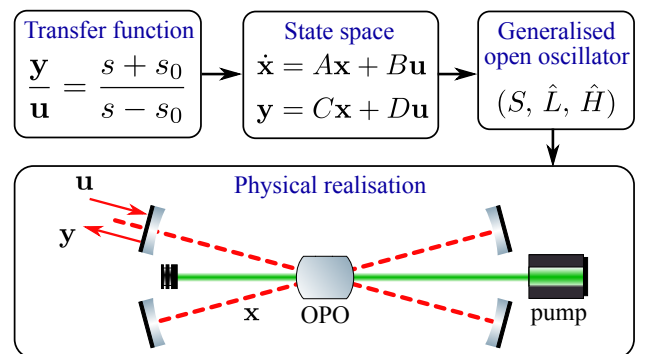 Transfer function
y/u = (s + s₀)/(s − s₀)
State space
ẋ = Ax + Bu
y = Cx + Du
Generalised
open oscillator
(S, L̂, Ĥ)
Physical realisation
u
y
x
OPO
pump